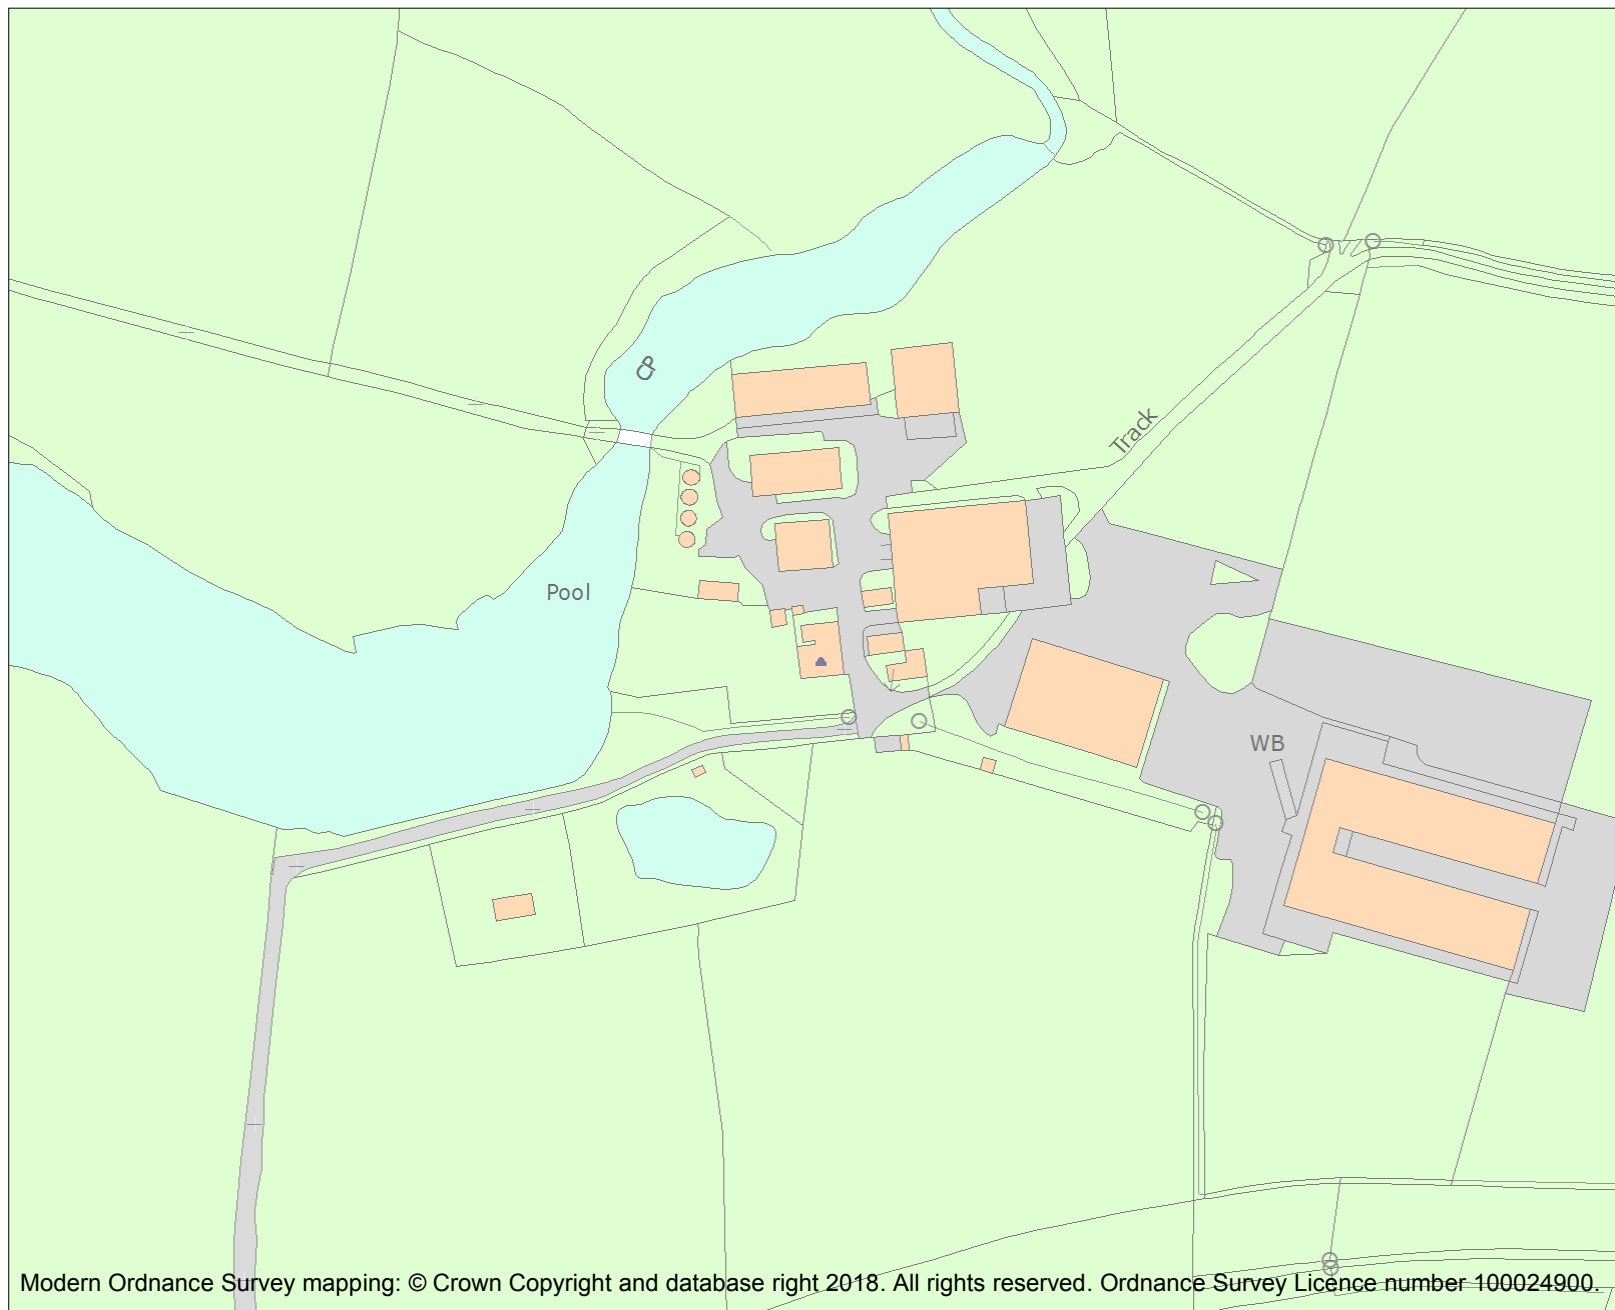 CP
Track
Pool
WB
Modern Ordnance Survey mapping: © Crown Copyright and database right 2018. All rights reserved. Ordnance Survey Licence number 100024900.